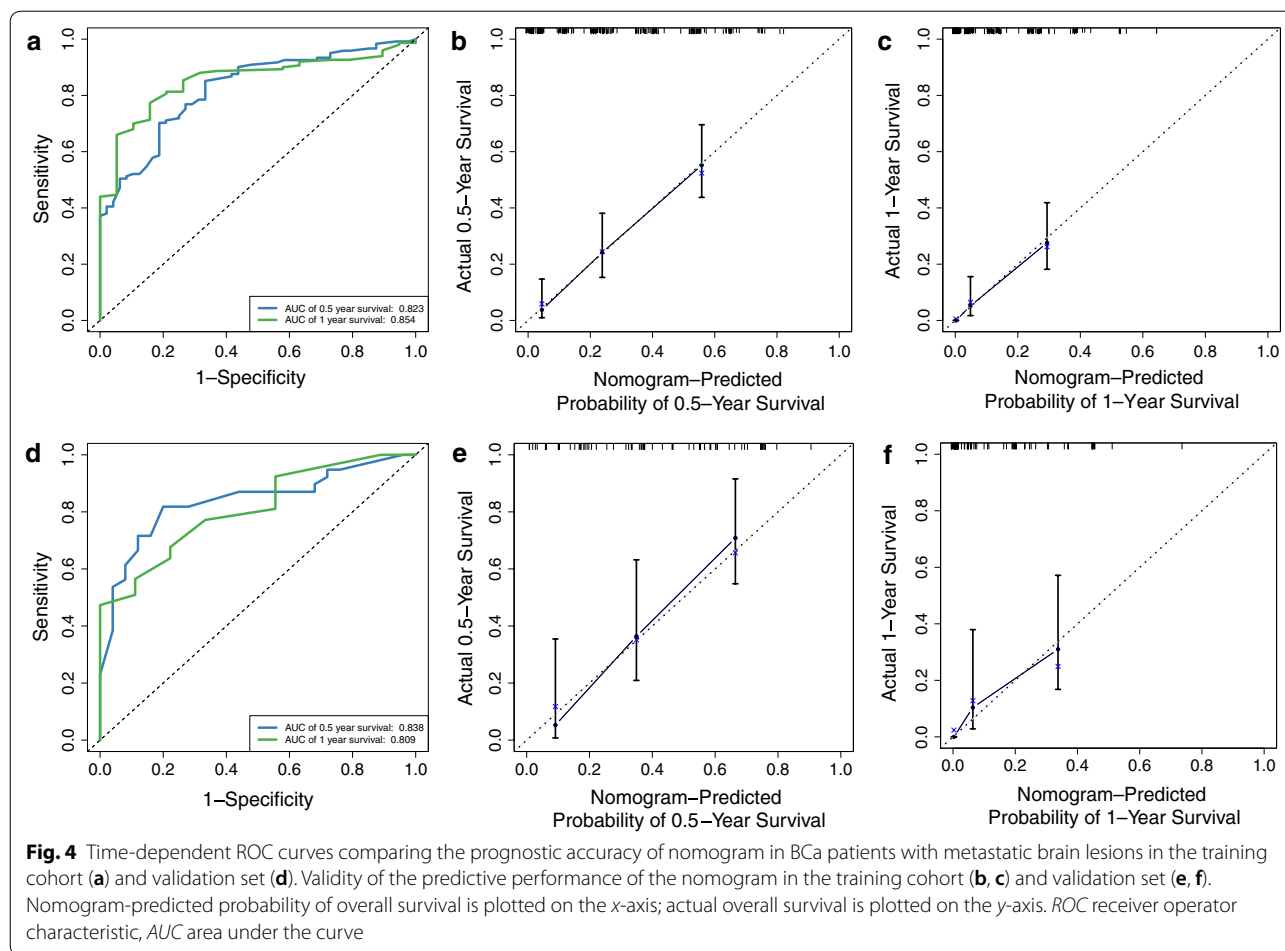 a
Sensitivity
0.0 0.2 0.4 0.6 0.8 1.0
AUC of 0.5 year survival: 0.823
AUC of 1 year survival: 0.854
0.0 0.2 0.4 0.6 0.8 1.0
1–Specificity
b
Actual 0.5–Year Survival
0.0 0.2 0.4 0.6 0.8 1.0
0.0 0.2 0.4 0.6 0.8 1.0
Nomogram–Predicted
Probability of 0.5–Year Survival
c
Actual 1–Year Survival
0.0 0.2 0.4 0.6 0.8 1.0
0.0 0.2 0.4 0.6 0.8 1.0
Nomogram–Predicted
Probability of 1–Year Survival
d
Sensitivity
0.0 0.2 0.4 0.6 0.8 1.0
AUC of 0.5 year survival: 0.838
AUC of 1 year survival: 0.809
0.0 0.2 0.4 0.6 0.8 1.0
1–Specificity
e
Actual 0.5–Year Survival
0.0 0.2 0.4 0.6 0.8 1.0
0.0 0.2 0.4 0.6 0.8 1.0
Nomogram–Predicted
Probability of 0.5–Year Survival
f
Actual 1–Year Survival
0.0 0.2 0.4 0.6 0.8 1.0
0.0 0.2 0.4 0.6 0.8 1.0
Nomogram–Predicted
Probability of 1–Year Survival
Fig. 4 Time-dependent ROC curves comparing the prognostic accuracy of nomogram in BCa patients with metastatic brain lesions in the training
cohort (a) and validation set (d). Validity of the predictive performance of the nomogram in the training cohort (b, c) and validation set (e, f).
Nomogram-predicted probability of overall survival is plotted on the x-axis; actual overall survival is plotted on the y-axis. ROC receiver operator
characteristic, AUC area under the curve